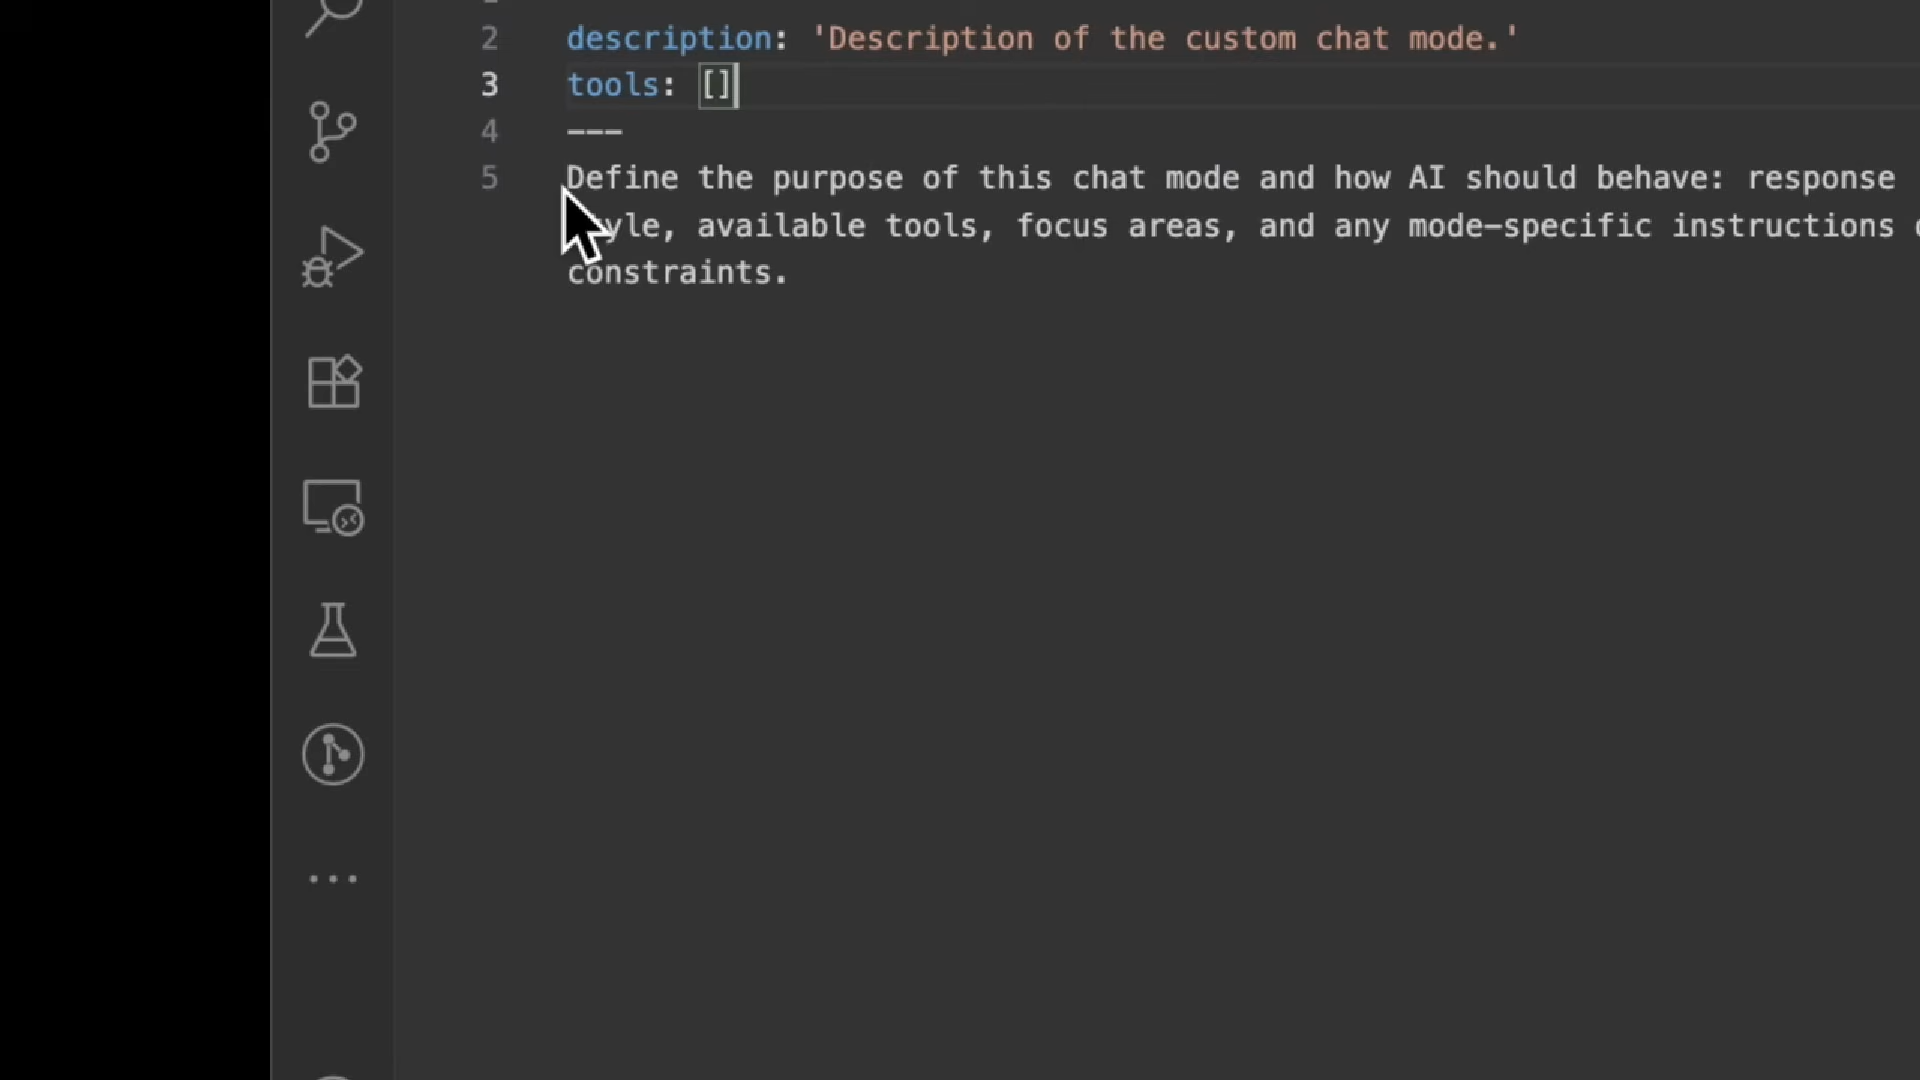 2 description: 'Description of the custom chat mode.'
3 tools: []
4 ---
5 Define the purpose of this chat mode and how AI should behave: response
yle, available tools, focus areas, and any mode-specific instructions
constraints.